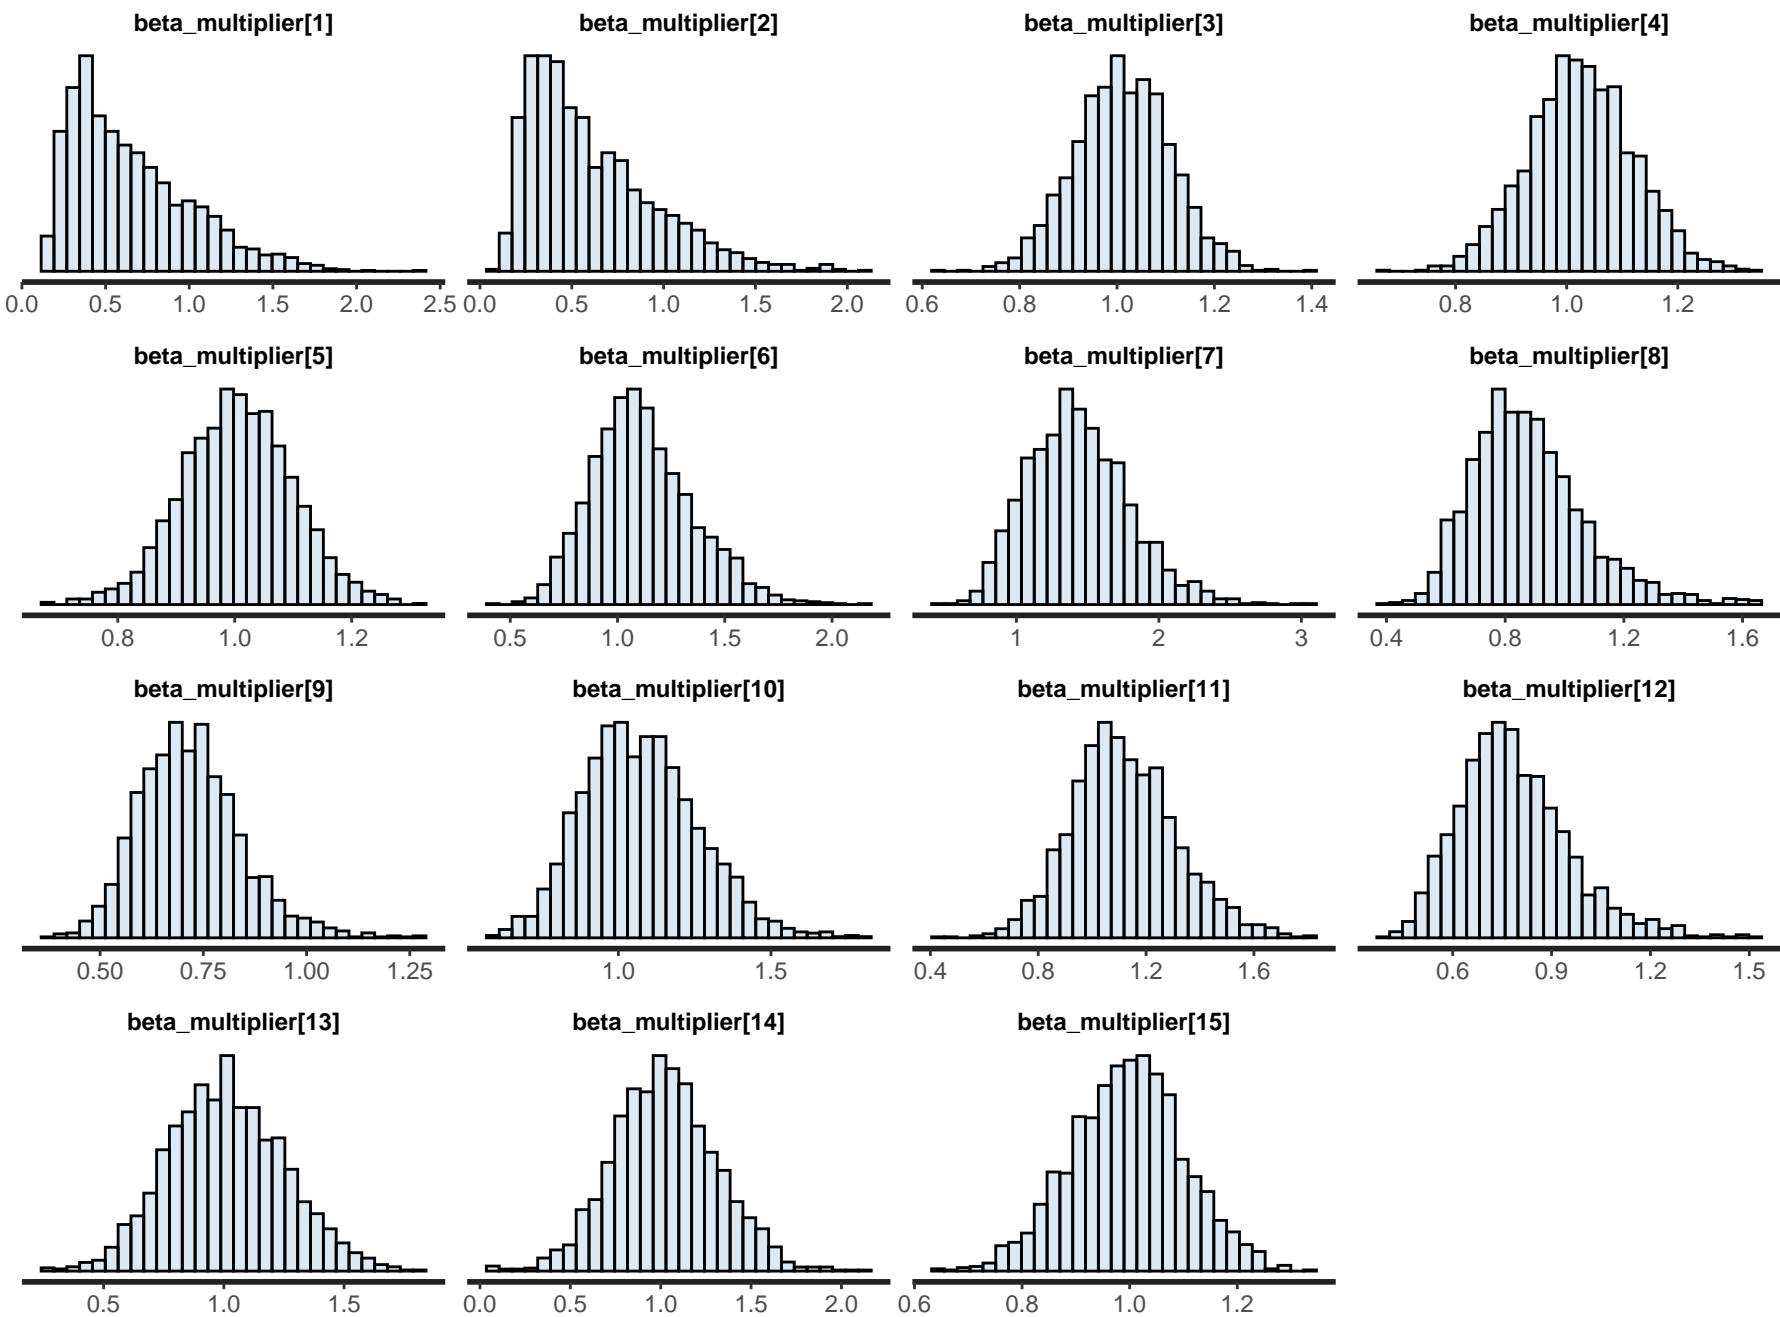 beta_multiplier[1] beta_multiplier[2] beta_multiplier[3] beta_multiplier[4]
0.0 0.5 1.0 1.5 2.0 2.5 0.0 0.5 1.0 1.5 2.0 0.6 0.8 1.0 1.2 1.4 0.8 1.0 1.2
beta_multiplier[5] beta_multiplier[6] beta_multiplier[7] beta_multiplier[8]
0.8 1.0 1.2 0.5 1.0 1.5 2.0 1 2 3 0.4 0.8 1.2 1.6
beta_multiplier[9] beta_multiplier[10] beta_multiplier[11] beta_multiplier[12]
0.50 0.75 1.00 1.25 1.0 1.5 0.4 0.8 1.2 1.6 0.6 0.9 1.2 1.5
beta_multiplier[13] beta_multiplier[14] beta_multiplier[15]
0.5 1.0 1.5 0.0 0.5 1.0 1.5 2.0 0.6 0.8 1.0 1.2